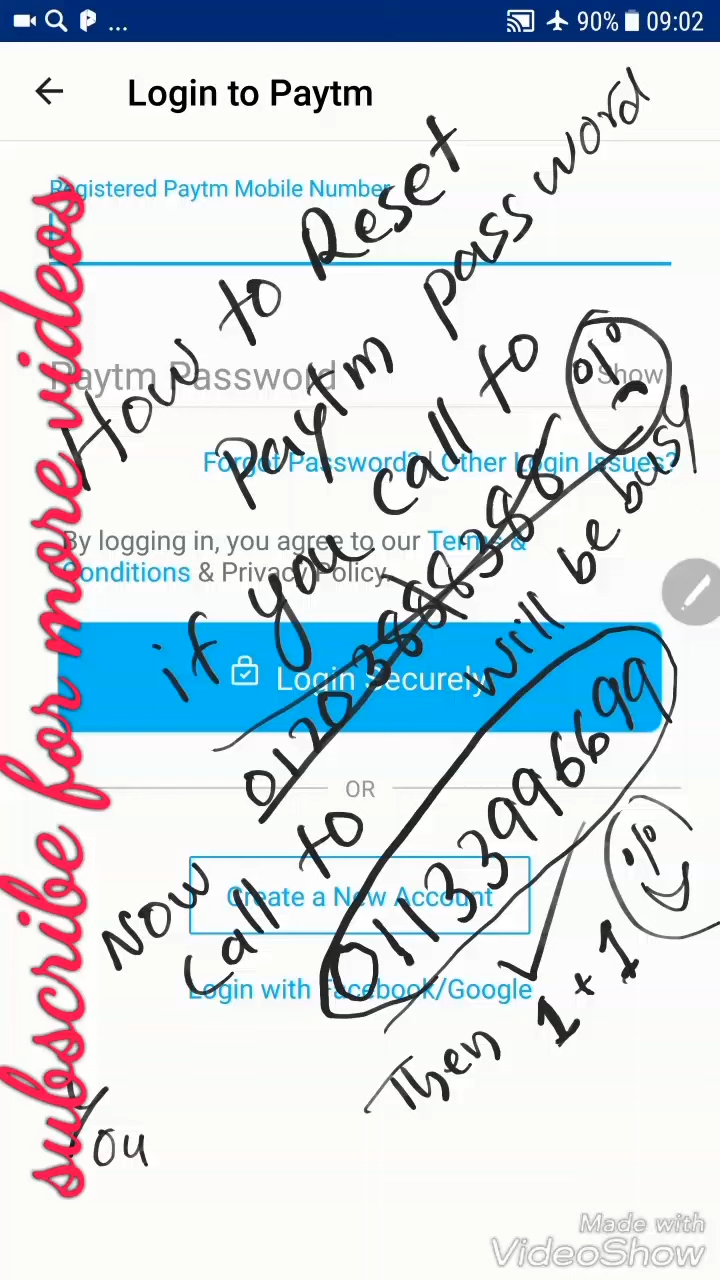 ... 90% 09:02
Login to Paytm
Registered Paytm Mobile Number
Paytm Password
Show
Forgot Password? | Other Login Issues?
By logging in, you agree to our Terms &
Conditions & Privacy Policy
Login Securely
OR
Create a New Account
Login with Facebook/Google
How to Reset
Paytm password
if you call to
01203888388
will be busy
Now
call to
01133996699
Then 1+1
04
subscribe for more videos
Made with
VideoShow